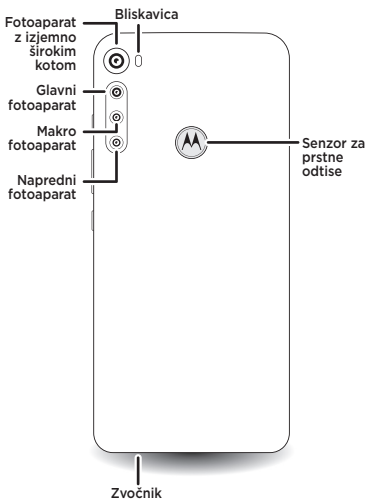 Bliskavica
Fotoaparat
z izjemno
širokim
kotom
Glavni
fotoaparat
Makro
fotoaparat
Napredni
fotoaparat
Senzor za
prstne
odtise
Zvočnik